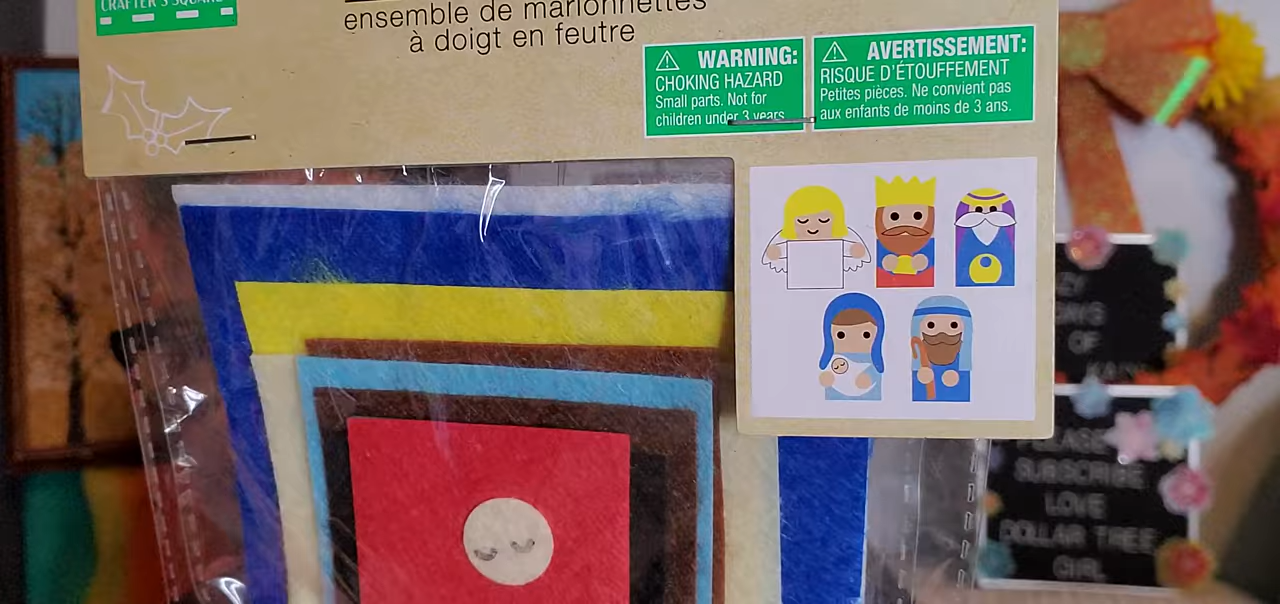 CRAFTER'S SQUARE
ensemble de marionnettes
à doigt en feutre
WARNING:
CHOKING HAZARD
Small parts. Not for
children under 3 years
AVERTISSEMENT:
RISQUE D'ÉTOUFFEMENT
Petites pièces. Ne convient pas
aux enfants de moins de 3 ans.
OF
SUBSCRIBE
LOVE
DOLLAR TREE
GIRL